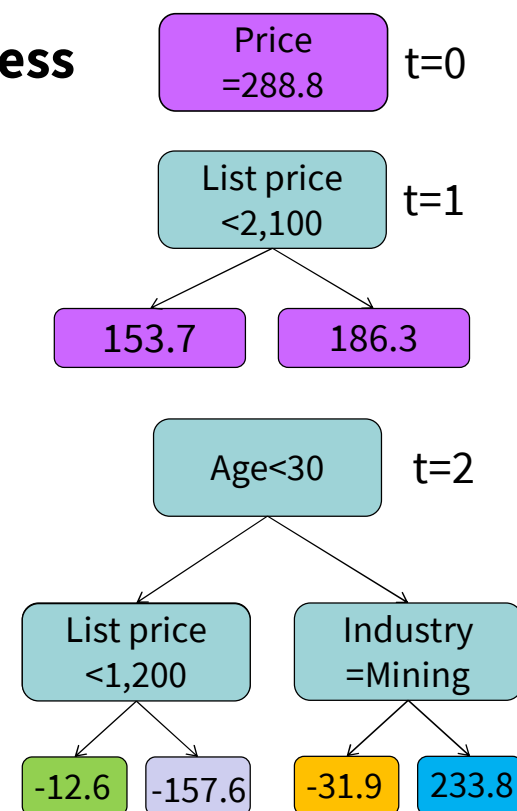 ess
Price
=288.8
t=0
List price
<2,100
t=1
153.7
186.3
Age<30
t=2
List price
<1,200
Industry
=Mining
-12.6
-157.6
-31.9
233.8